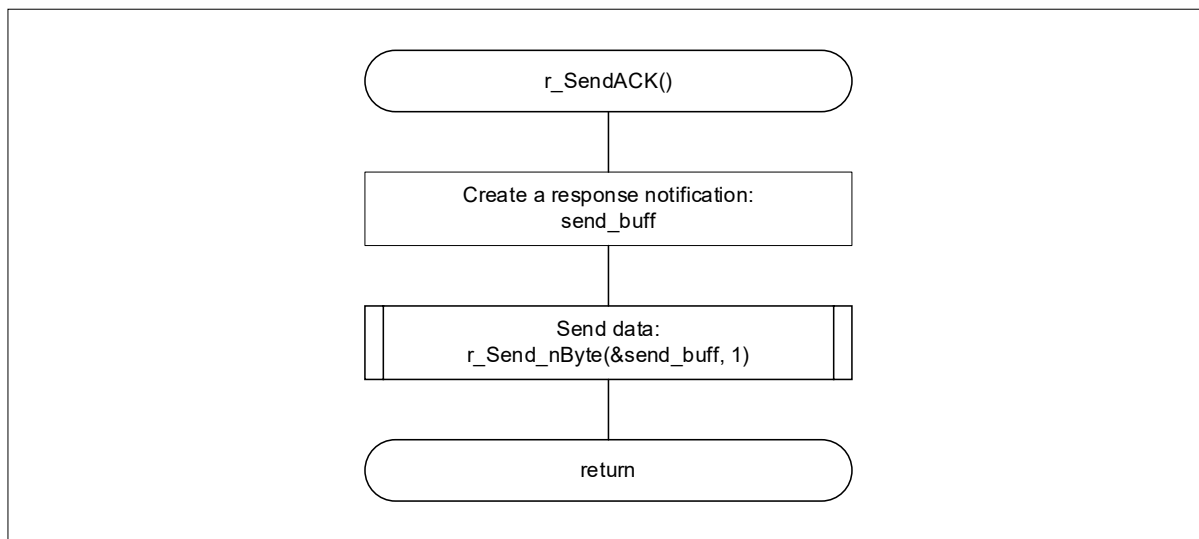 r_SendACK()
Create a response notification:
send_buff
Send data:
r_Send_nByte(&send_buff, 1)
return